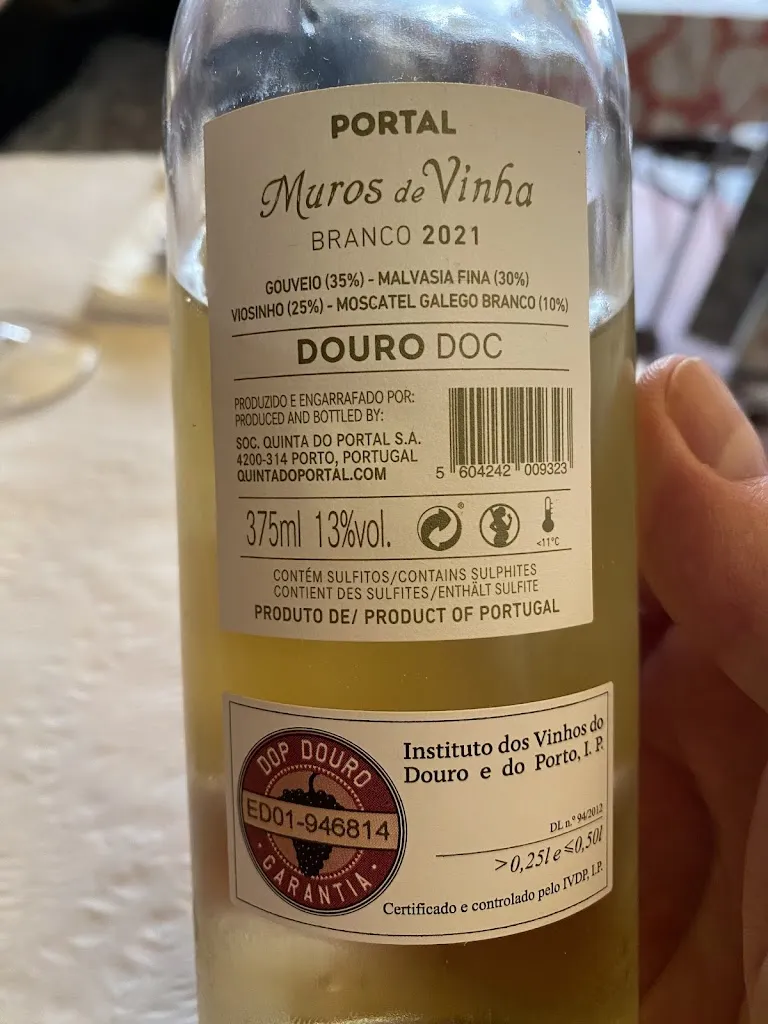 PORTAL
Muros de Vinha
BRANCO 2021
GOUVEIO (35%) - MALVASIA FINA (30%)
VIOSINHO (25%) - MOSCATEL GALEGO BRANCO (10%)
DOURO DOC
PRODUZIDO E ENGARRAFADO POR:
PRODUCED AND BOTTLED BY:
SOC. QUINTA DO PORTAL S.A.
4200-314 PORTO, PORTUGAL
QUINTADOPORTAL.COM
5 604242 009323
375ml 13%vol.
®
<11°C
CONTÉM SULFITOS/CONTAINS SULPHITES
CONTIENT DES SULFITES/ENTHÄLT SULFITE
PRODUTO DE/ PRODUCT OF PORTUGAL
DOP DOURO
ED01-946814
· GARANTIA ·
Instituto dos Vinhos do
Douro e do Porto, I. P.
DL n.º 94/2012
>0,25l e ≤0,50l
Certificado e controlado pelo IVDP, I.P.